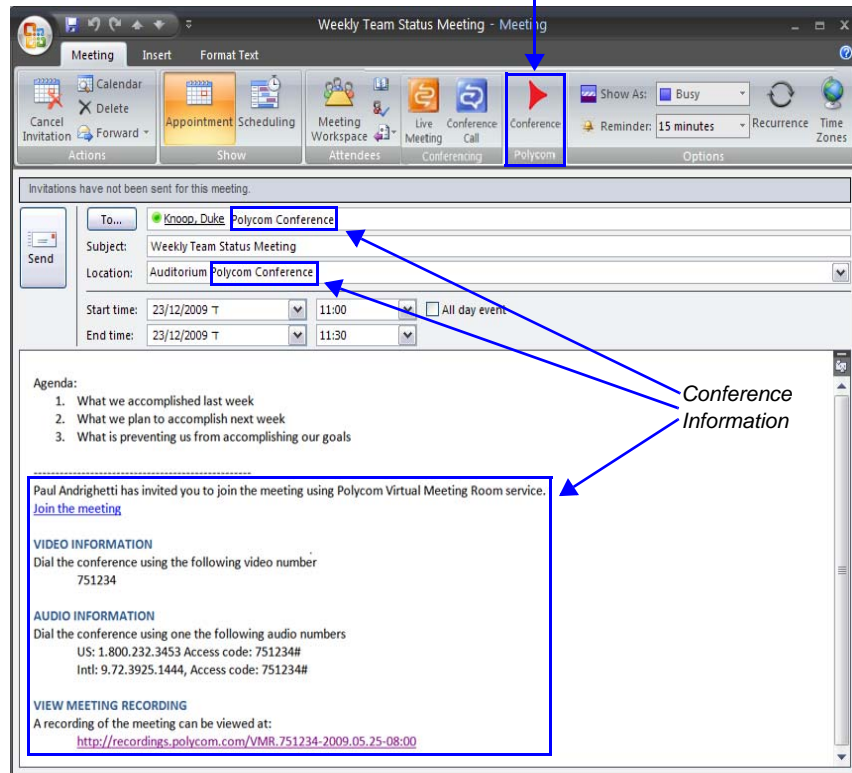 Weekly Team Status Meeting - Meeting
Meeting Insert Format Text
Calendar
Delete
Forward
Cancel
Invitation
Actions
Appointment Scheduling
Show
Meeting
Workspace
Attendees
Live
Meeting
Conference
Call
Conferencing
Conference
Polycom
Show As: Busy
Reminder: 15 minutes
Recurrence
Time
Zones
Options
Invitations have not been sent for this meeting.
Send
To... Knoop, Duke Polycom Conference
Subject: Weekly Team Status Meeting
Location: Auditorium Polycom Conference
Start time: 23/12/2009 ד 11:00 All day event
End time: 23/12/2009 ד 11:30
Agenda:
1. What we accomplished last week
2. What we plan to accomplish next week
3. What is preventing us from accomplishing our goals
Conference
Information
--------------------------------------------------
Paul Andrighetti has invited you to join the meeting using Polycom Virtual Meeting Room service.
Join the meeting
VIDEO INFORMATION
Dial the conference using the following video number
751234
AUDIO INFORMATION
Dial the conference using one the following audio numbers
US: 1.800.232.3453 Access code: 751234#
Intl: 9.72.3925.1444, Access code: 751234#
VIEW MEETING RECORDING
A recording of the meeting can be viewed at:
http://recordings.polycom.com/VMR.751234-2009.05.25-08:00